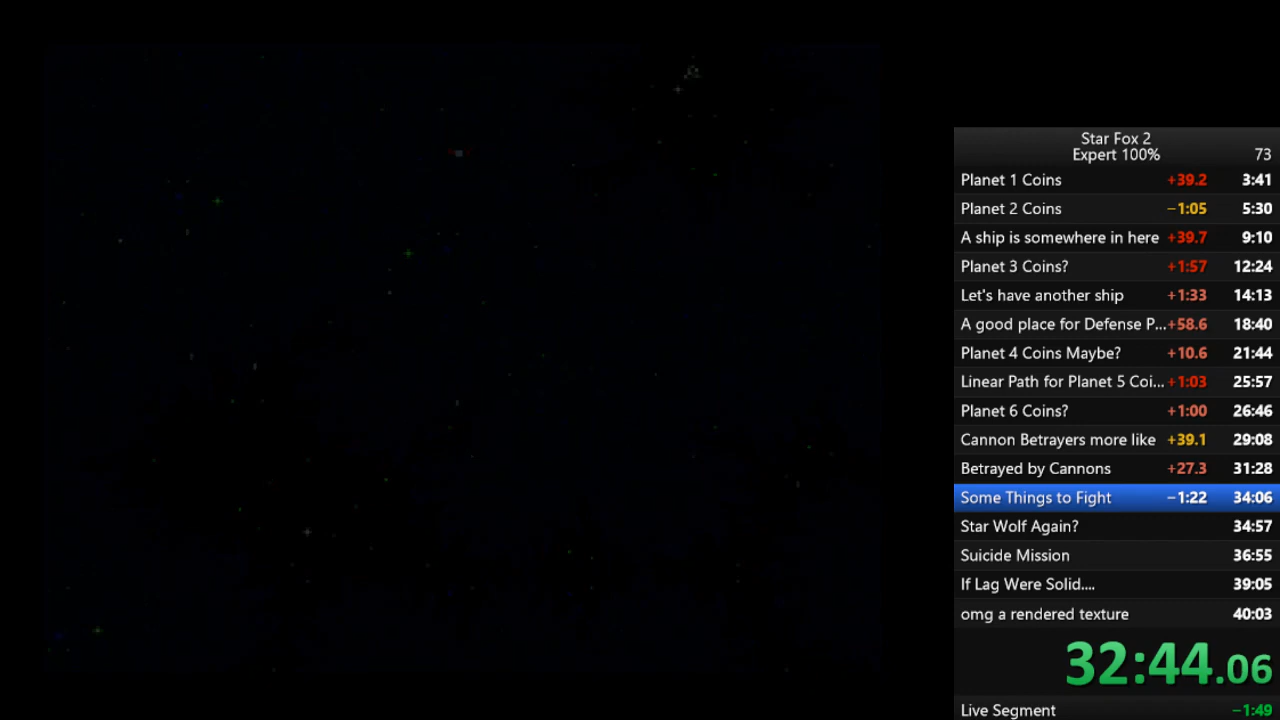 Star Fox 2
Expert 100% 73
Planet 1 Coins +39.2 3:41
Planet 2 Coins −1:05 5:30
A ship is somewhere in here +39.7 9:10
Planet 3 Coins? +1:57 12:24
Let's have another ship +1:33 14:13
A good place for Defense P... +58.6 18:40
Planet 4 Coins Maybe? +10.6 21:44
Linear Path for Planet 5 Coi... +1:03 25:57
Planet 6 Coins? +1:00 26:46
Cannon Betrayers more like +39.1 29:08
Betrayed by Cannons +27.3 31:28
Some Things to Fight −1:22 34:06
Star Wolf Again? 34:57
Suicide Mission 36:55
If Lag Were Solid.... 39:05
omg a rendered texture 40:03
32:44.06
Live Segment −1:49